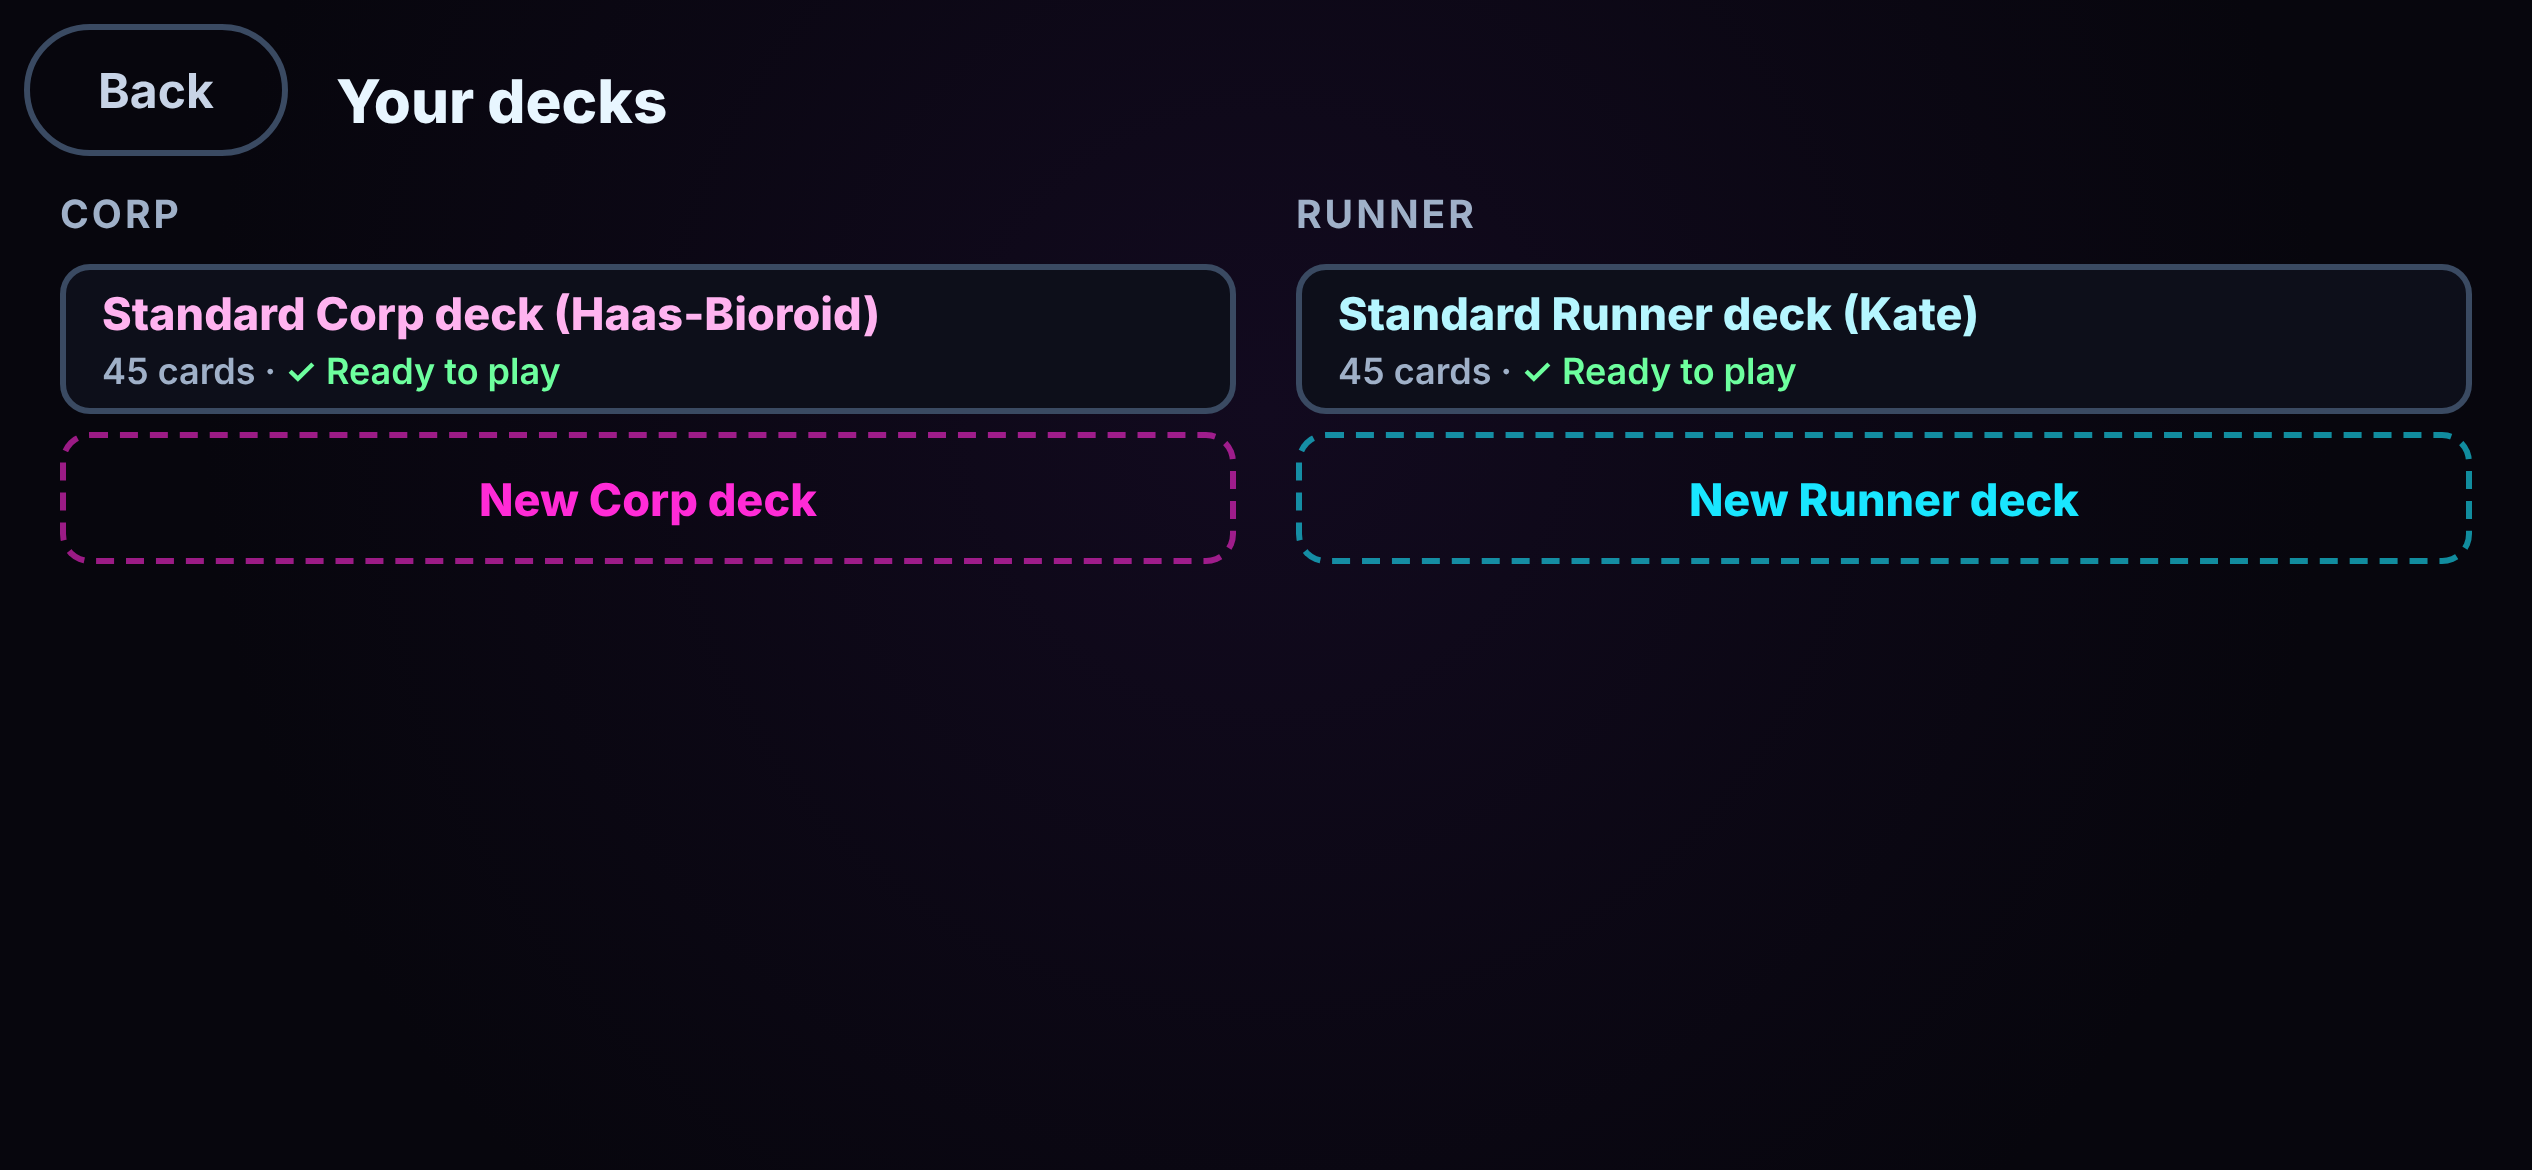 Back
Your decks
CORP
Standard Corp deck (Haas-Bioroid)
45 cards · ✓ Ready to play
New Corp deck
RUNNER
Standard Runner deck (Kate)
45 cards · ✓ Ready to play
New Runner deck